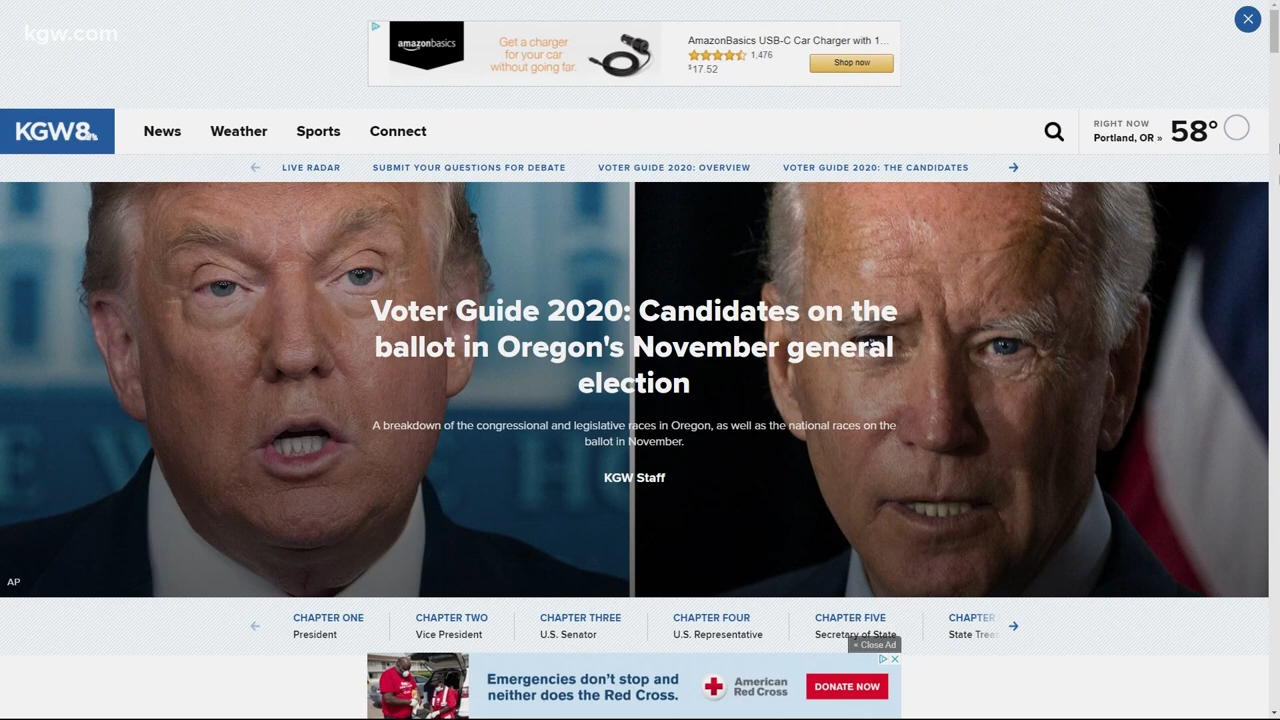 kgw.com
amazonbasics
Get a charger
for your car
without going far.
AmazonBasics USB-C Car Charger with 1...
1,476
$17.52
Shop now
KGW8
News
Weather
Sports
Connect
RIGHT NOW
Portland, OR »
58°
LIVE RADAR
SUBMIT YOUR QUESTIONS FOR DEBATE
VOTER GUIDE 2020: OVERVIEW
VOTER GUIDE 2020: THE CANDIDATES
Voter Guide 2020: Candidates on the
ballot in Oregon's November general
election
A breakdown of the congressional and legislative races in Oregon, as well as the national races on the
ballot in November.
KGW Staff
AP
CHAPTER ONE
President
CHAPTER TWO
Vice President
CHAPTER THREE
U.S. Senator
CHAPTER FOUR
U.S. Representative
CHAPTER FIVE
Secretary of State
CHAPTER
State Trea
« Close Ad
Emergencies don't stop and
neither does the Red Cross.
American
Red Cross
DONATE NOW